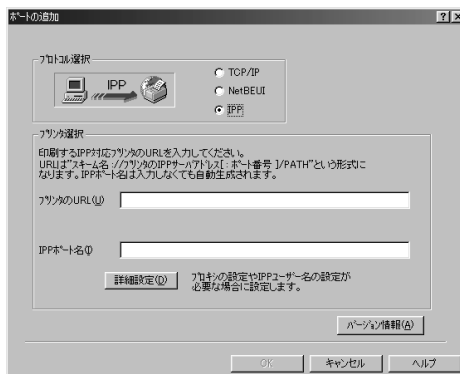 ポートの追加
プロトコル選択
IPP
TCP/IP
NetBEUI
IPP
プリンタ選択
印刷するIPP対応プリンタのURLを入力してください。
URLは"スキーム名://プリンタのIPPサーバアドレス[:ポート番号]/PATH"という形式に
なります。IPPポート名は入力しなくても自動生成されます。
プリンタのURL(U)
IPPポート名(I)
詳細設定(D)
プロキシの設定やIPPユーザー名の設定が
必要な場合に設定します。
バージョン情報(A)
OK
キャンセル
ヘルプ